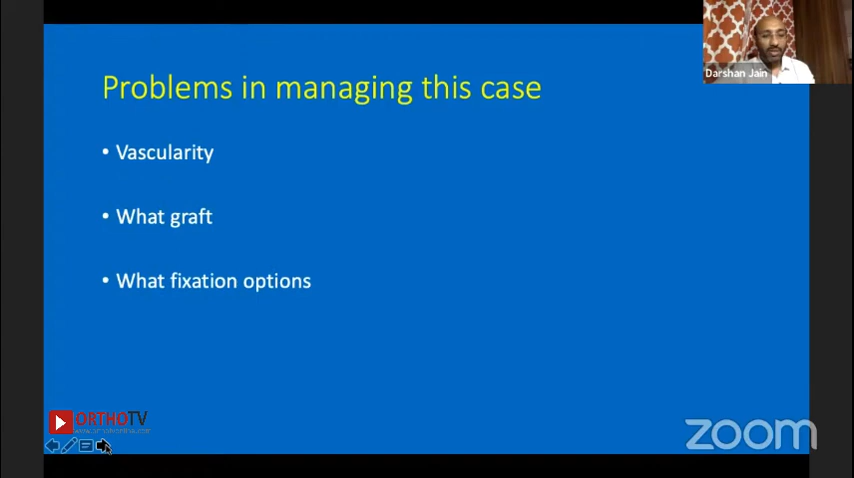 Problems in managing this case
Darshan Jain
• Vascularity
• What graft
• What fixation options
ORTHOTV
zoom